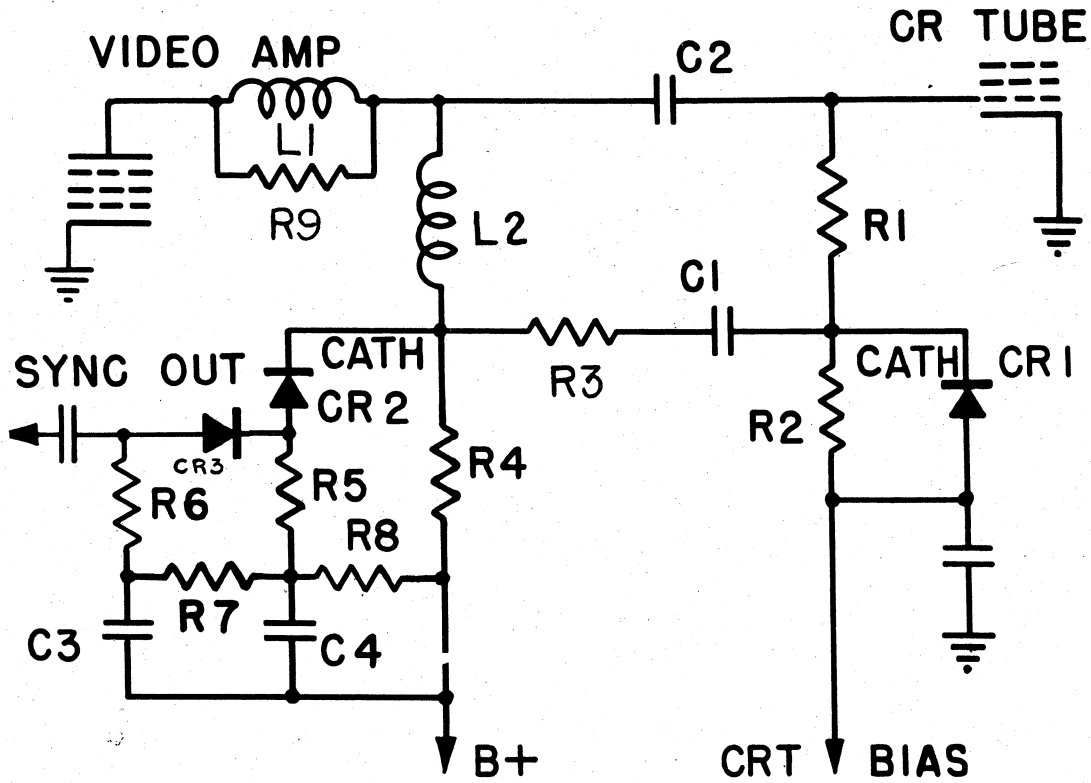 CR TUBE
VIDEO AMP
C2
L1
R9
L2
R1
C1
SYNC OUT
CATH
CR2
R3
CATH
CR1
R2
CR3
R4
R5
R6
R8
R7
C3
C4
B+
CRT BIAS